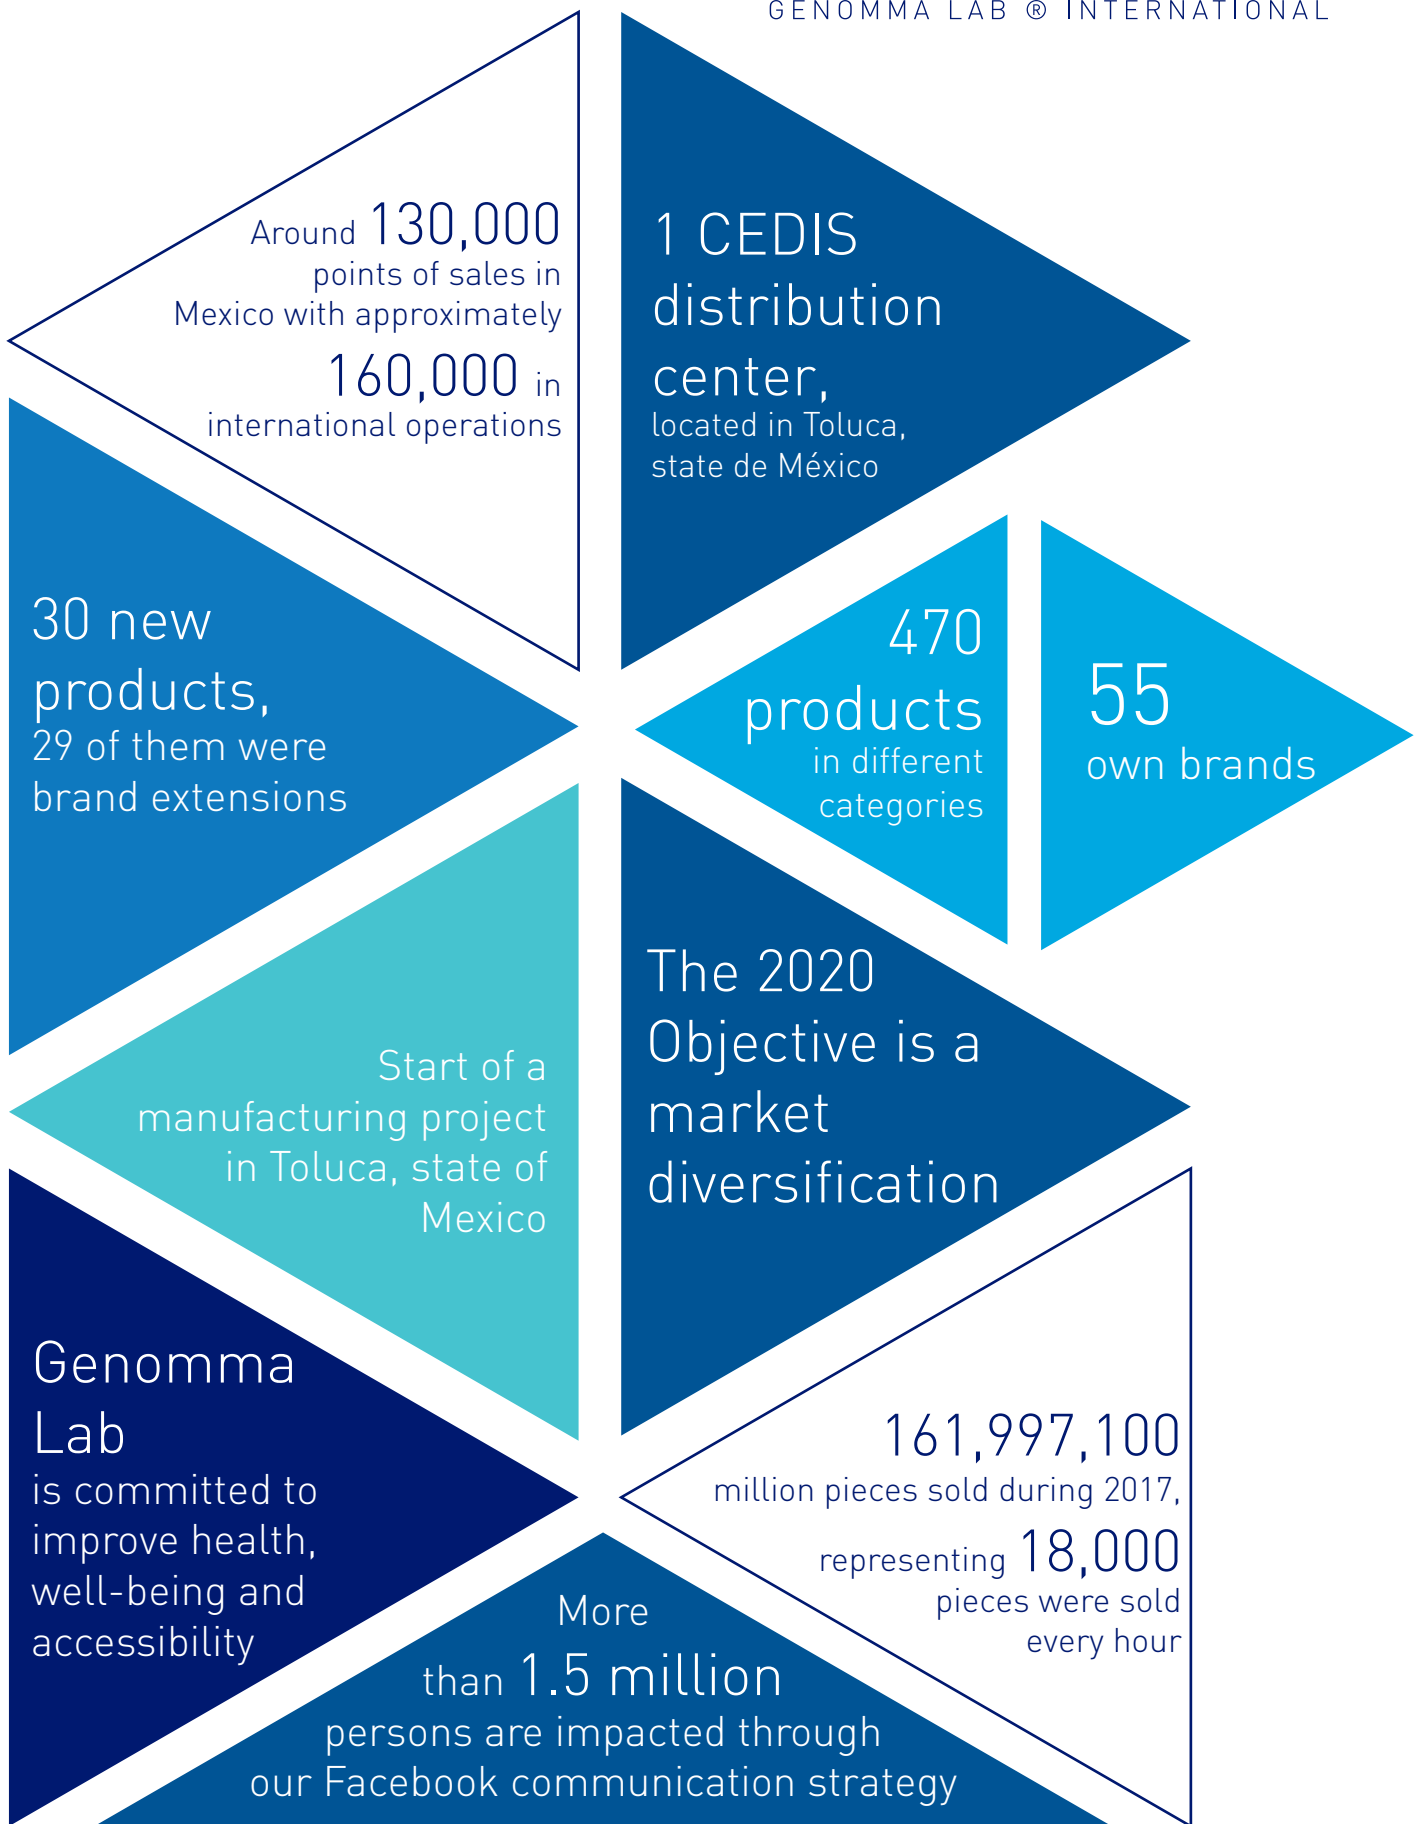 GENOMMA LAB ® INTERNATIONAL
Around 130,000
points of sales in
Mexico with approximately
160,000 in
international operations
1 CEDIS
distribution
center,
located in Toluca,
state de México
30 new
products,
29 of them were
brand extensions
470
products
in different
categories
55
own brands
Start of a
manufacturing project
in Toluca, state of
Mexico
The 2020
Objective is a
market
diversification
Genomma
Lab
is committed to
improve health,
well-being and
accessibility
161,997,100
million pieces sold during 2017,
representing 18,000
pieces were sold
every hour
More
than 1.5 million
persons are impacted through
our Facebook communication strategy